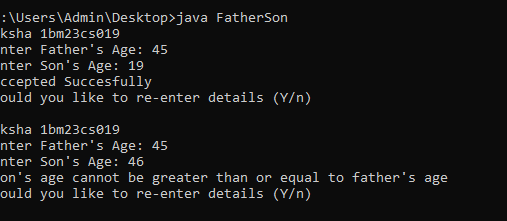 :\Users\Admin\Desktop>java FatherSon
ksha 1bm23cs019
nter Father's Age: 45
nter Son's Age: 19
ccepted Succesfully
ould you like to re-enter details (Y/n)
ksha 1bm23cs019
nter Father's Age: 45
nter Son's Age: 46
on's age cannot be greater than or equal to father's age
ould you like to re-enter details (Y/n)